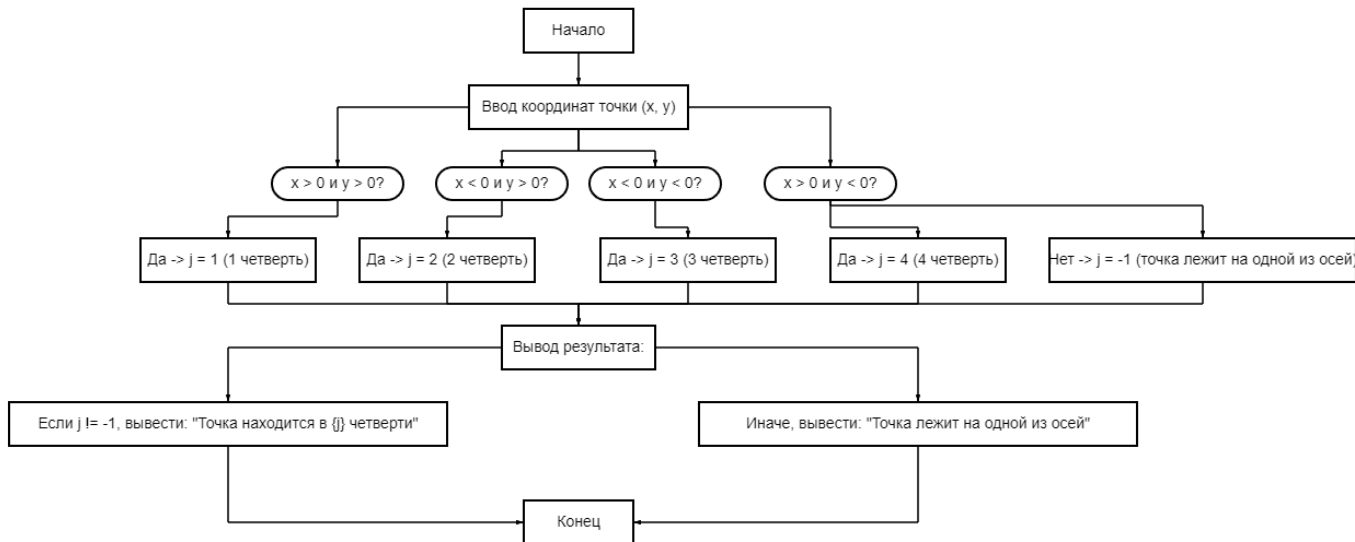 Начало
Ввод координат точки (x, y)
x > 0 и y > 0?
x < 0 и y > 0?
x < 0 и y < 0?
x > 0 и y < 0?
Да -> j = 1 (1 четверть)
Да -> j = 2 (2 четверть)
Да -> j = 3 (3 четверть)
Да -> j = 4 (4 четверть)
Нет -> j = -1 (точка лежит на одной из осей)
Вывод результата:
Если j != -1, вывести: "Точка находится в {j} четверти"
Иначе, вывести: "Точка лежит на одной из осей"
Конец